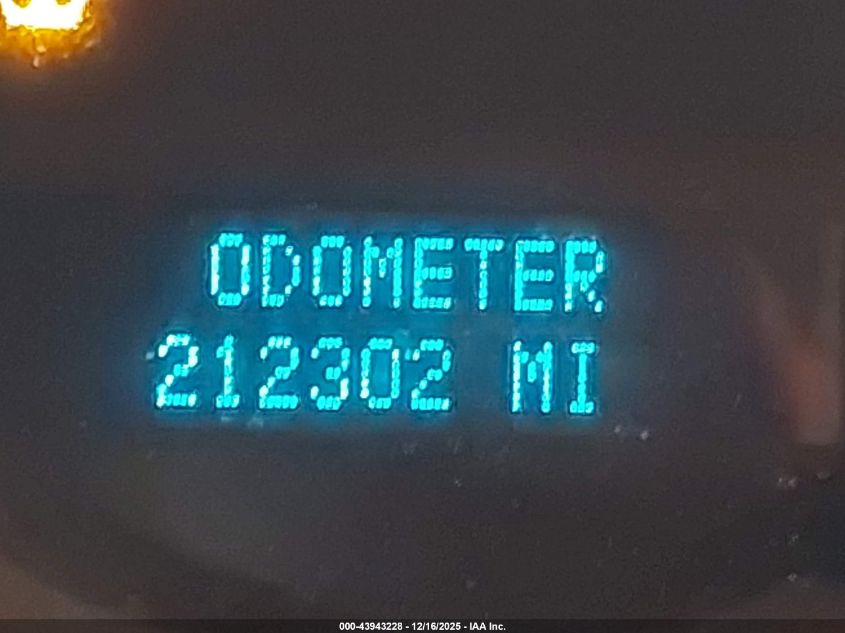 ODOMETER
212302 MI
000-43943228 - 12/16/2025 - IAA Inc.